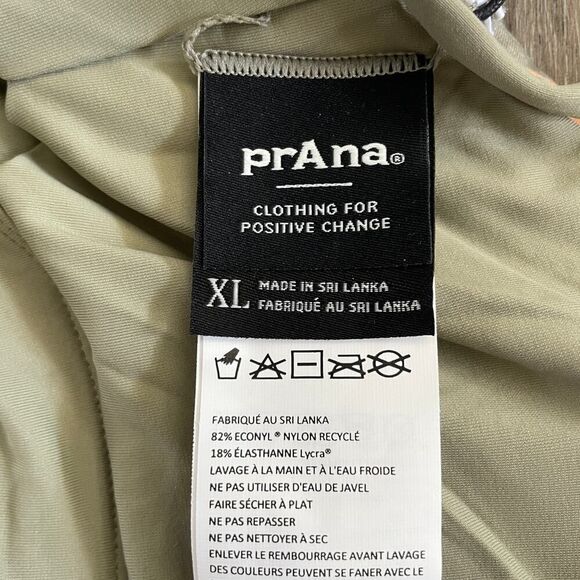 prAna®
CLOTHING FOR
POSITIVE CHANGE
XL MADE IN SRI LANKA
FABRIQUÉ AU SRI LANKA
FABRIQUÉ AU SRI LANKA
82% ECONYL® NYLON RECYCLÉ
18% ÉLASTHANNE Lycra®
LAVAGE À LA MAIN ET À L'EAU FROIDE
NE PAS UTILISER D'EAU DE JAVEL
FAIRE SÉCHER À PLAT
NE PAS REPASSER
NE PAS NETTOYER À SEC
ENLEVER LE REMBOURRAGE AVANT LAVAGE
DES COULEURS PEUVENT SE FANER AVEC LE